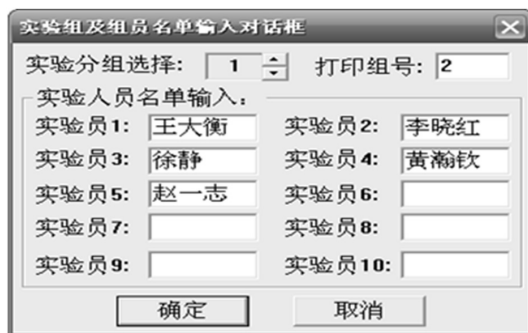 实验组及组员名单输入对话框
实验分组选择: 1 打印组号: 2
实验人员名单输入:
实验员1: 王大衡 实验员2: 李晓红
实验员3: 徐静 实验员4: 黄瀚钦
实验员5: 赵一志 实验员6:
实验员7: 实验员8:
实验员9: 实验员10:
确定 取消